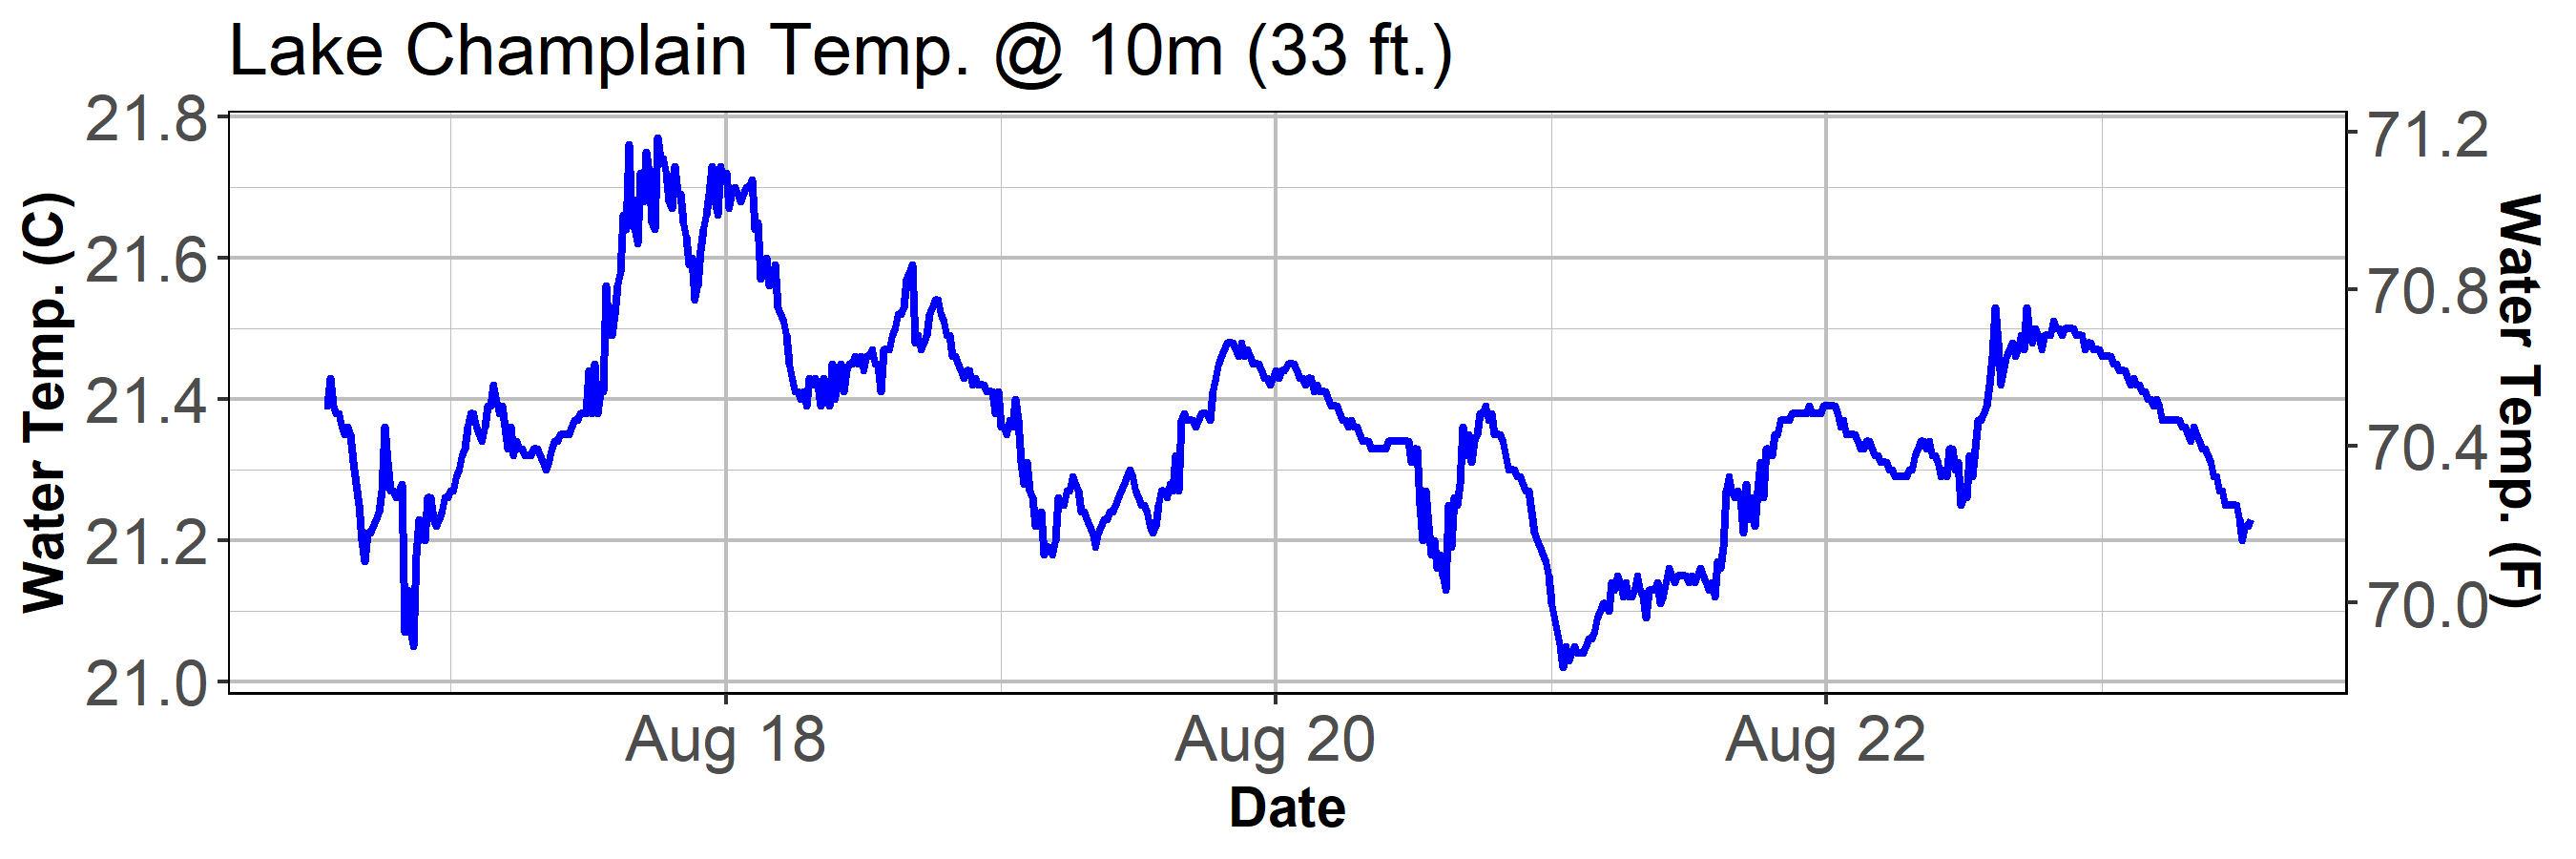 Lake Champlain Temp. @ 10m (33 ft.)
Water Temp. (C)
21.8
21.6
21.4
21.2
21.0
71.2
70.8
70.4
70.0
Water Temp. (F)
Aug 18
Aug 20
Aug 22
Date